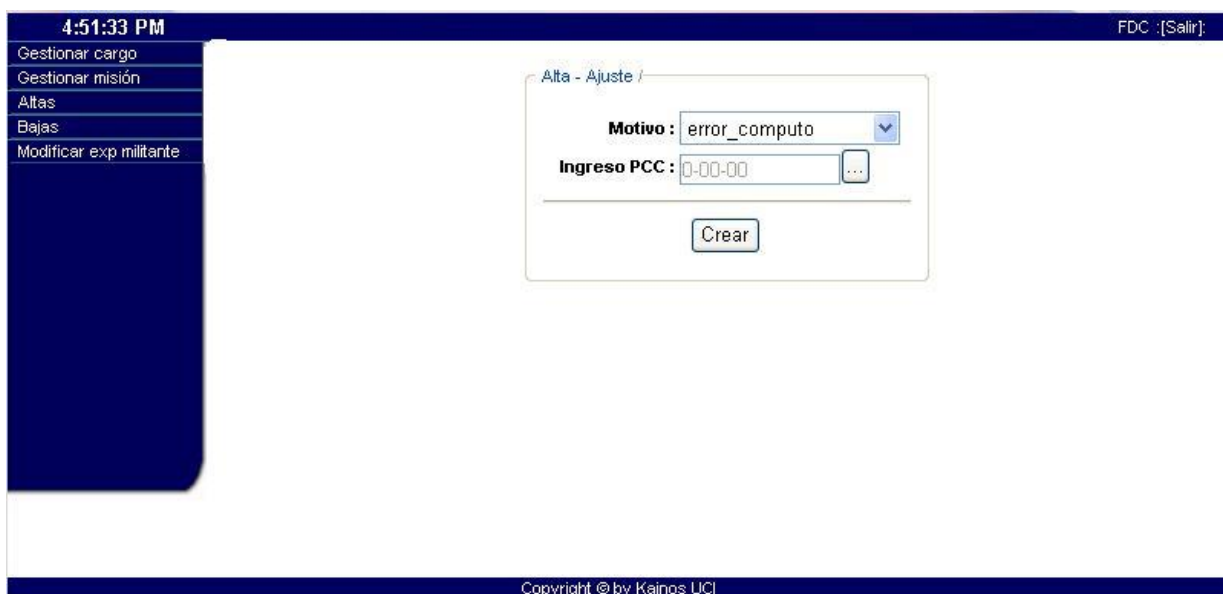 4:51:33 PM
FDC :[Salir]:
Gestionar cargo
Gestionar misión
Altas
Bajas
Modificar exp militante
Alta - Ajuste /
Motivo : error_computo
Ingreso PCC : 0-00-00 ...
Crear
Copyright © by Kainos UCI